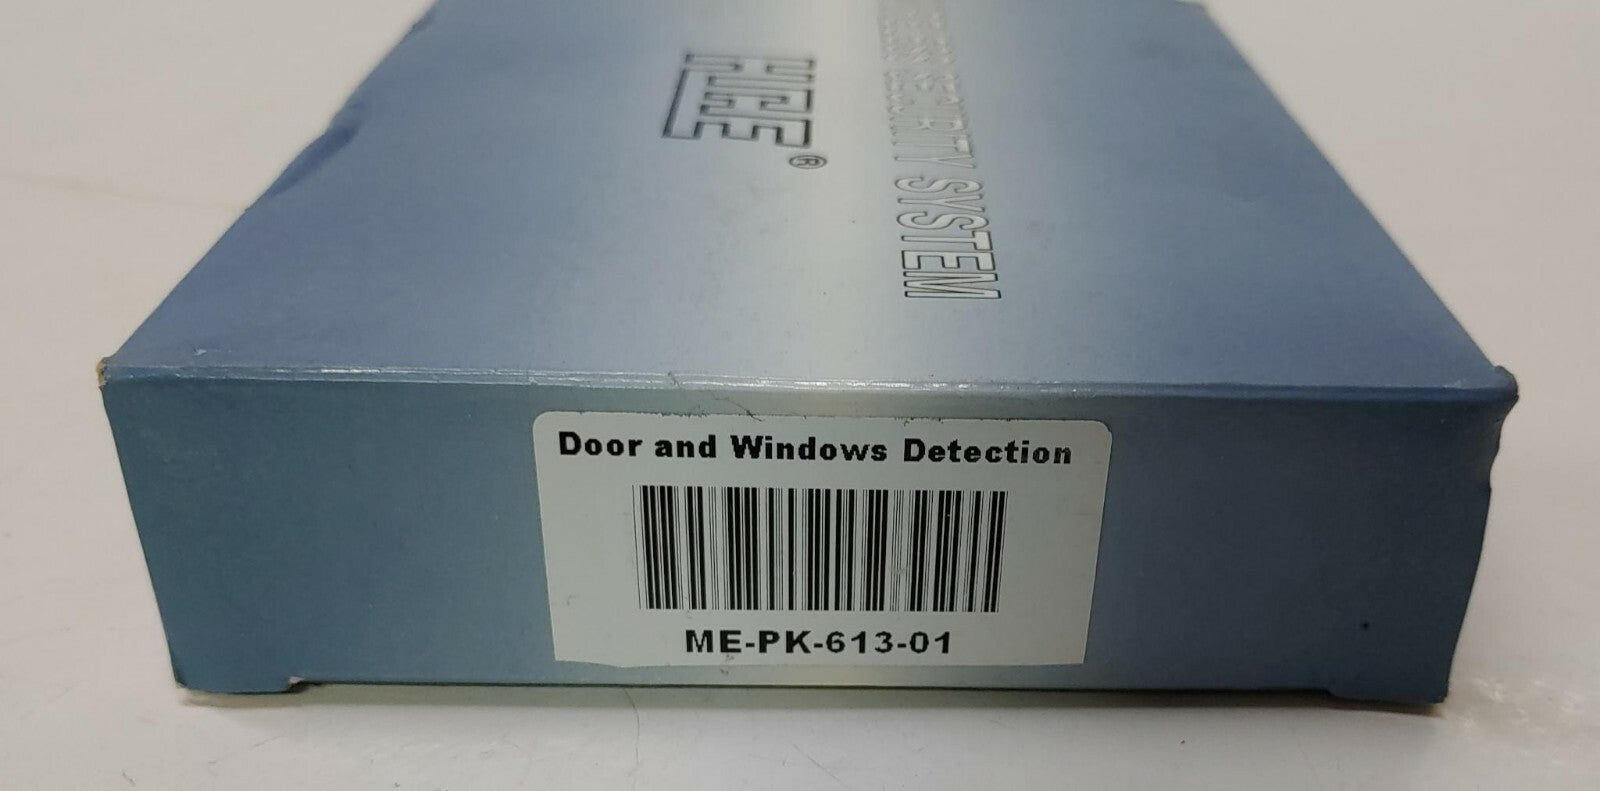 ®
SECURITY SYSTEM
Door and Windows Detection
ME-PK-613-01